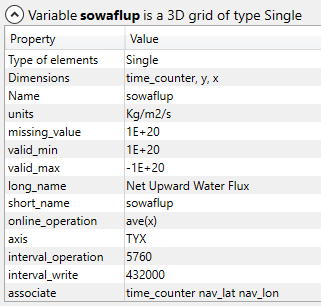 Variable sowaflup is a 3D grid of type Single
Property Value
Type of elements Single
Dimensions time_counter, y, x
Name sowaflup
units Kg/m2/s
missing_value 1E+20
valid_min 1E+20
valid_max -1E+20
long_name Net Upward Water Flux
short_name sowaflup
online_operation ave(x)
axis TYX
interval_operation 5760
interval_write 432000
associate time_counter nav_lat nav_lon